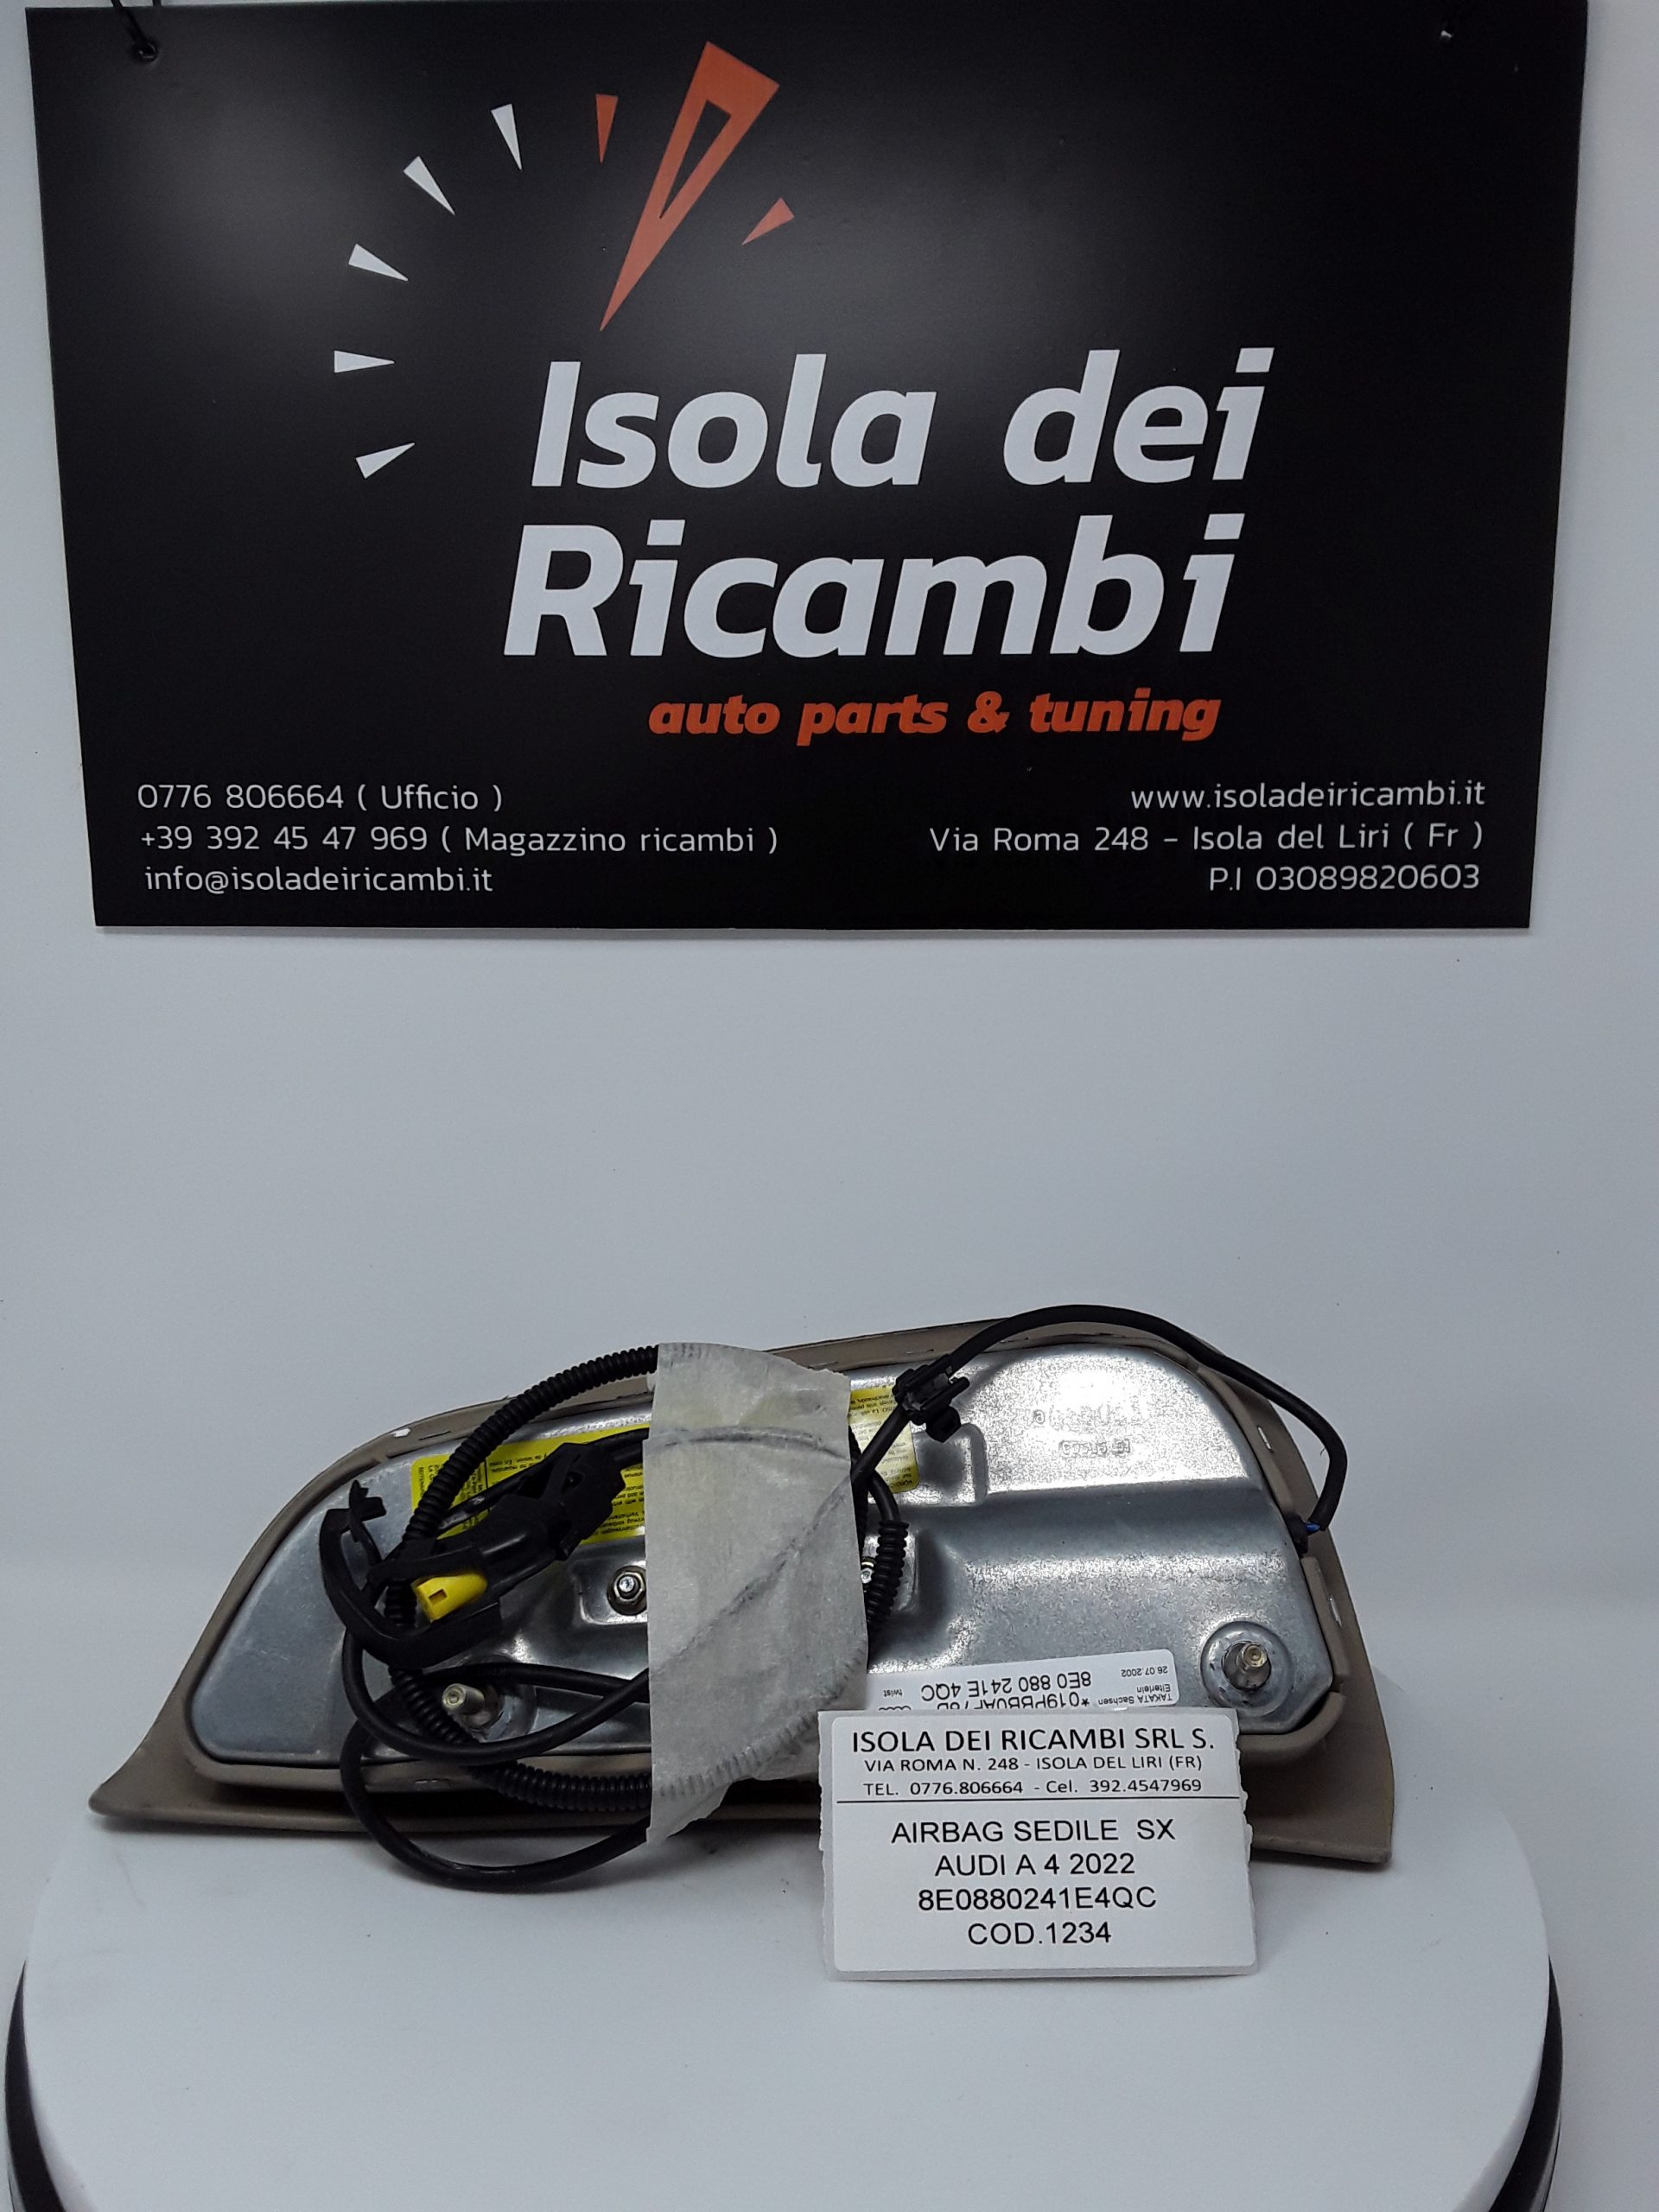 Isola dei
Ricambi
auto parts & tuning
0776 806664 ( Ufficio )
+39 392 45 47 969 ( Magazzino ricambi )
info@isoladeiricambi.it
www.isoladeiricambi.it
Via Roma 248 - Isola del Liri ( Fr )
P.I 03089820603
TAKATA Sachsen
Elterlein 26.07.2002
8E0 880 241E 4QC twist
ISOLA DEI RICAMBI SRL S.
VIA ROMA N. 248 - ISOLA DEL LIRI (FR)
TEL. 0776.806664 - Cel. 392.4547969
AIRBAG SEDILE SX
AUDI A 4 2022
8E0880241E4QC
COD.1234